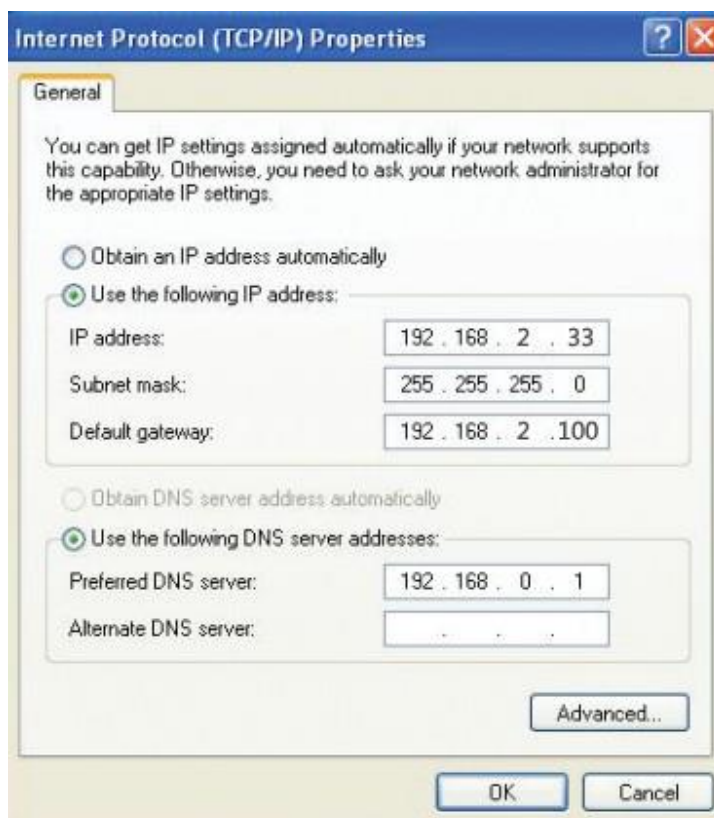 Internet Protocol (TCP/IP) Properties
General
You can get IP settings assigned automatically if your network supports
this capability. Otherwise, you need to ask your network administrator for
the appropriate IP settings.
Obtain an IP address automatically
Use the following IP address:
IP address: 192 . 168 . 2 . 33
Subnet mask: 255 . 255 . 255 . 0
Default gateway: 192 . 168 . 2 .100
Obtain DNS server address automatically
Use the following DNS server addresses:
Preferred DNS server: 192 . 168 . 0 . 1
Alternate DNS server: . . .
Advanced...
OK Cancel